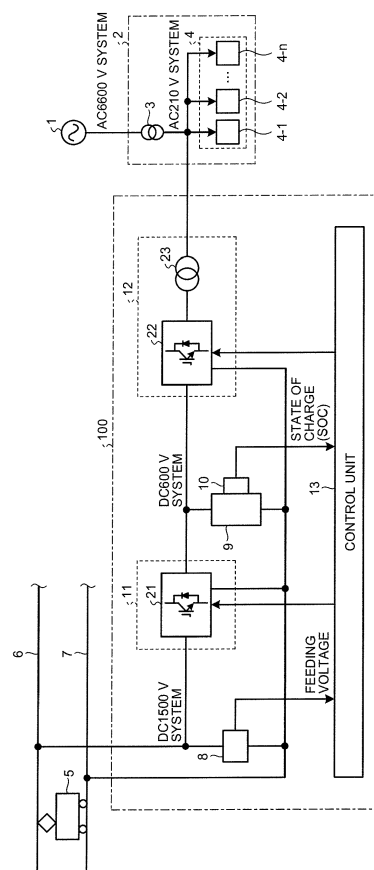 1
AC6600 V SYSTEM
2
3
AC210 V SYSTEM
4
4-1
4-2
...
4-n
100
12
23
22
DC600 V
SYSTEM
10
9
STATE OF
CHARGE
(SOC)
11
21
DC1500 V
SYSTEM
8
FEEDING
VOLTAGE
13
CONTROL UNIT
6
7
5